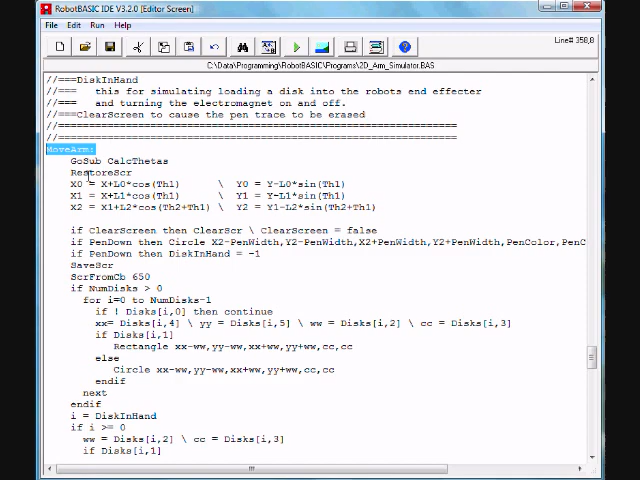 RobotBASIC IDE V3.2.0 [Editor Screen]
File Edit Run Help
Line# 358,8
C:\Data\Programming\RobotBASIC\Programs\2D_Arm_Simulator.BAS
//===DiskInHand
//=== this for simulating loading a disk into the robots end effecter
//=== and turning the electromagnet on and off.
//===ClearScreen to cause the pen trace to be erased
//==========================================================
//==========================================================
MoveArm:
GoSub CalcThetas
RestoreScr
X0 = X+L0*cos(Th1) \ Y0 = Y-L0*sin(Th1)
X1 = X+L1*cos(Th1) \ Y1 = Y-L1*sin(Th1)
X2 = X1+L2*cos(Th2+Th1) \ Y2 = Y1-L2*sin(Th2+Th1)
if ClearScreen then ClearScr \ ClearScreen = false
if PenDown then Circle X2-PenWidth,Y2-PenWidth,X2+PenWidth,Y2+PenWidth,PenColor,PenC
if PenDown then DiskInHand = -1
SaveScr
ScrFromCb 650
if NumDisks > 0
for i=0 to NumDisks-1
if ! Disks[i,0] then continue
xx= Disks[i,4] \ yy = Disks[i,5] \ ww = Disks[i,2] \ cc = Disks[i,3]
if Disks[i,1]
Rectangle xx-ww,yy-ww,xx+ww,yy+ww,cc,cc
else
Circle xx-ww,yy-ww,xx+ww,yy+ww,cc,cc
endif
next
endif
i = DiskInHand
if i >= 0
ww = Disks[i,2] \ cc = Disks[i,3]
if Disks[i,1]